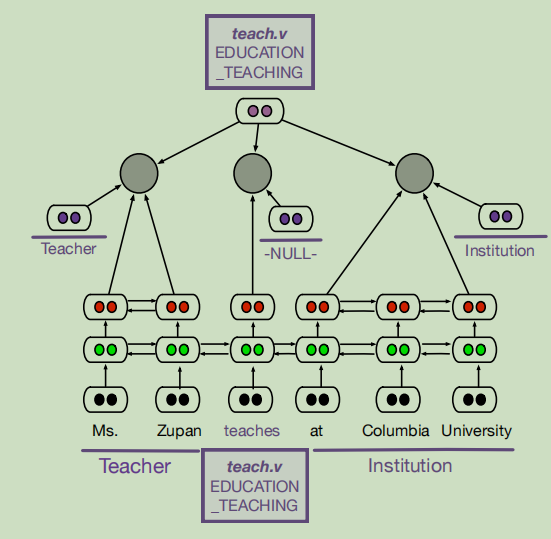 teach.v
EDUCATION
_TEACHING
Teacher
-NULL-
Institution
Ms. Zupan teaches at Columbia University
Teacher
Institution
teach.v
EDUCATION
_TEACHING